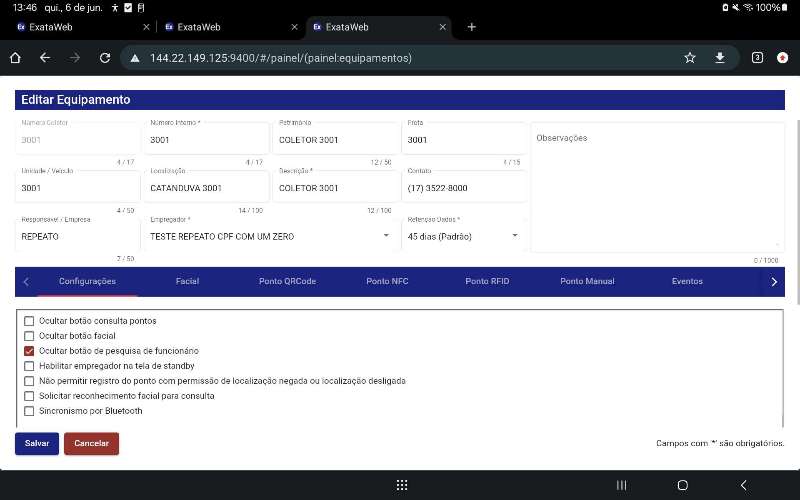 13:46 qui., 6 de jun. 100%
ExataWeb ExataWeb ExataWeb
144.22.149.125:9400/#/painel/(painel:equipamentos) 3
Editar Equipamento
Número Coletor Número Interno * Patrimônio Frota
3001 3001 COLETOR 3001 3001 Observações
4 / 17 4 / 17 12 / 50 4 / 15
Unidade / Veículo Localização Descrição * Contato
3001 CATANDUVA 3001 COLETOR 3001 (17) 3522-8000
4 / 50 14 / 100 12 / 100
Responsável / Empresa Empregador * Retenção Dados *
REPEATO TESTE REPEATO CPF COM UM ZERO 45 dias (Padrão)
7 / 50 0 / 1000
Configurações Facial Ponto QRCode Ponto NFC Ponto RFID Ponto Manual Eventos
Ocultar botão consulta pontos
Ocultar botão facial
Ocultar botão de pesquisa de funcionário
Habilitar empregador na tela de standby
Não permitir registro do ponto com permissão de localização negada ou localização desligada
Solicitar reconhecimento facial para consulta
Sincronismo por Bluetooth
Salvar Cancelar Campos com '*' são obrigatórios.